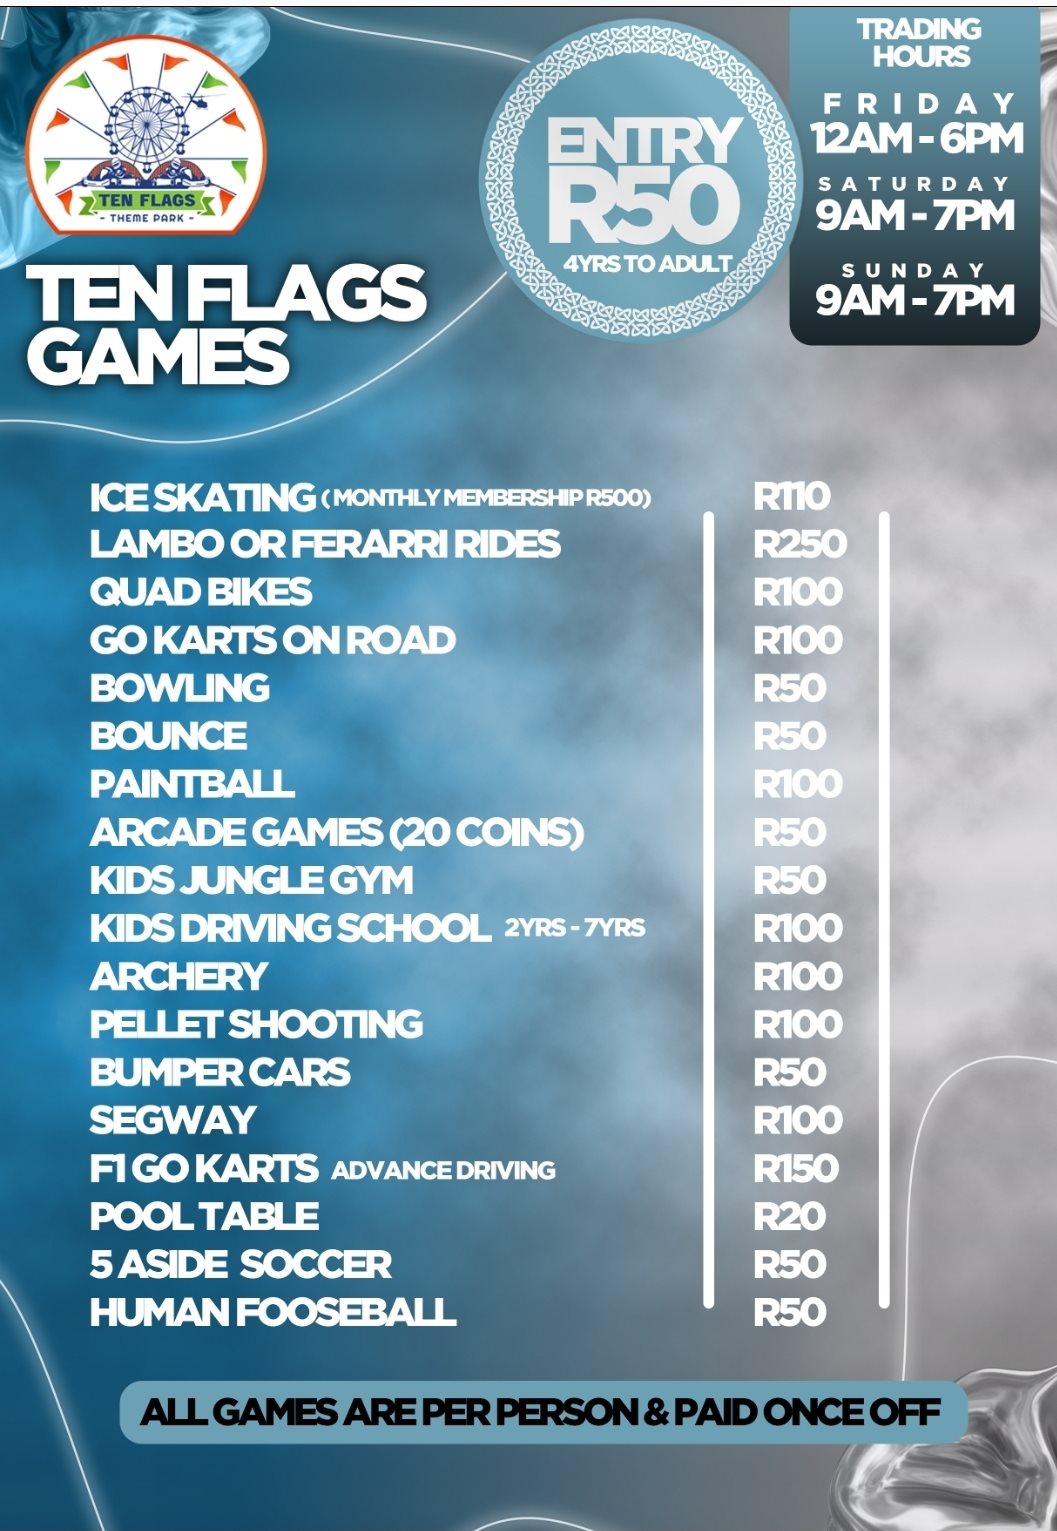 TEN FLAGS
- THEME PARK -
TEN FLAGS
GAMES
ENTRY
R50
4YRS TO ADULT
TRADING
HOURS
FRIDAY
12AM - 6PM
SATURDAY
9AM - 7PM
SUNDAY
9AM - 7PM
ICE SKATING ( MONTHLY MEMBERSHIP R500) R110
LAMBO OR FERARRI RIDES R250
QUAD BIKES R100
GO KARTS ON ROAD R100
BOWLING R50
BOUNCE R50
PAINTBALL R100
ARCADE GAMES (20 COINS) R50
KIDS JUNGLE GYM R50
KIDS DRIVING SCHOOL 2YRS - 7YRS R100
ARCHERY R100
PELLET SHOOTING R100
BUMPER CARS R50
SEGWAY R100
F1 GO KARTS ADVANCE DRIVING R150
POOL TABLE R20
5 ASIDE SOCCER R50
HUMAN FOOSEBALL R50
ALL GAMES ARE PER PERSON & PAID ONCE OFF